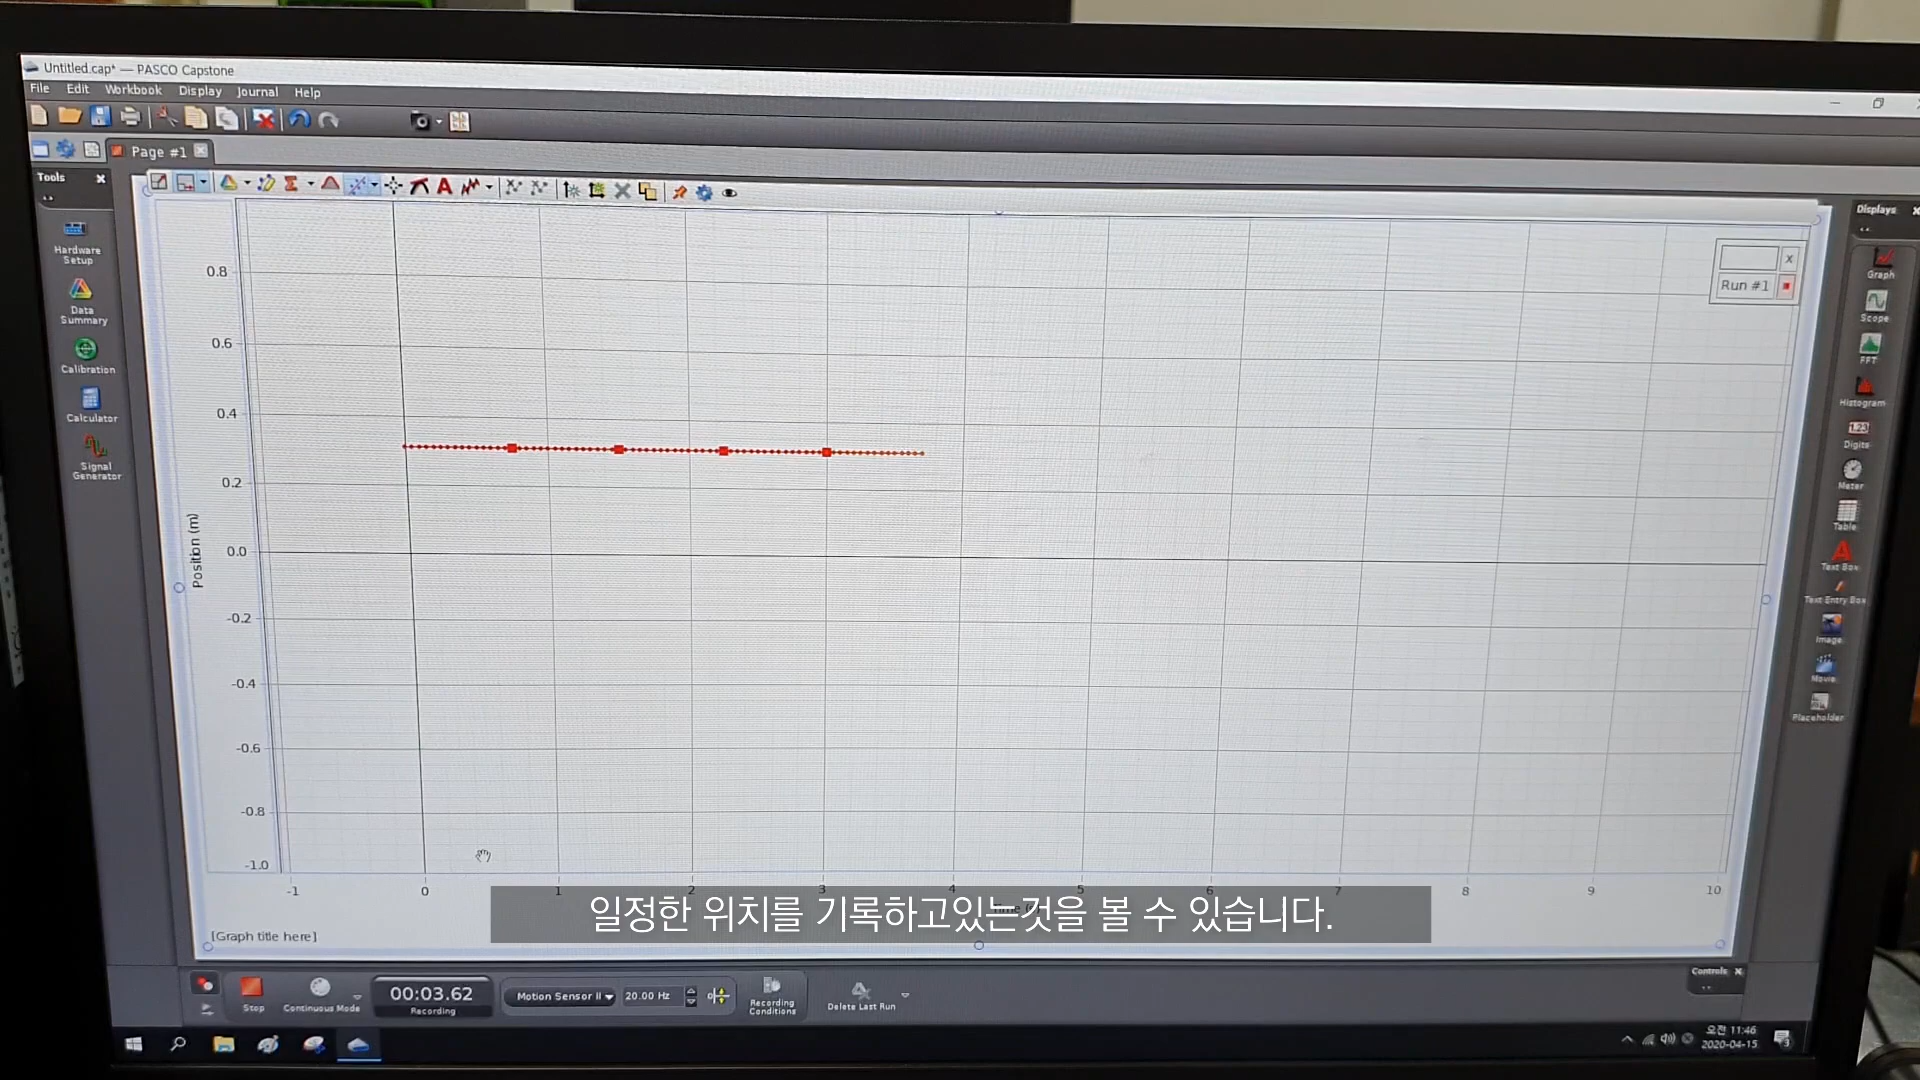 Untitled.cap* — PASCO Capstone
File Edit Workbook Display Journal Help
Page #1
Tools
Displays
Hardware Setup
Data Summary
Calibration
Calculator
Signal Generator
0.8
0.6
0.4
0.2
0.0
-0.2
-0.4
-0.6
-0.8
-1.0
Position (m)
Run #1
Graph
Scope
FFT
Histogram
Digits
Meter
Table
Text Box
Text Entry Box
Image
Movie
Placeholder
-1 0 1 2 3 4 5 6 7 8 9 10
일정한 위치를 기록하고있는것을 볼 수 있습니다.
[Graph title here]
Controls
Stop
Continuous Mode
00:03.62
Recording
Motion Sensor II
20.00 Hz
Recording Conditions
Delete Last Run
오전 11:46
2020-04-15